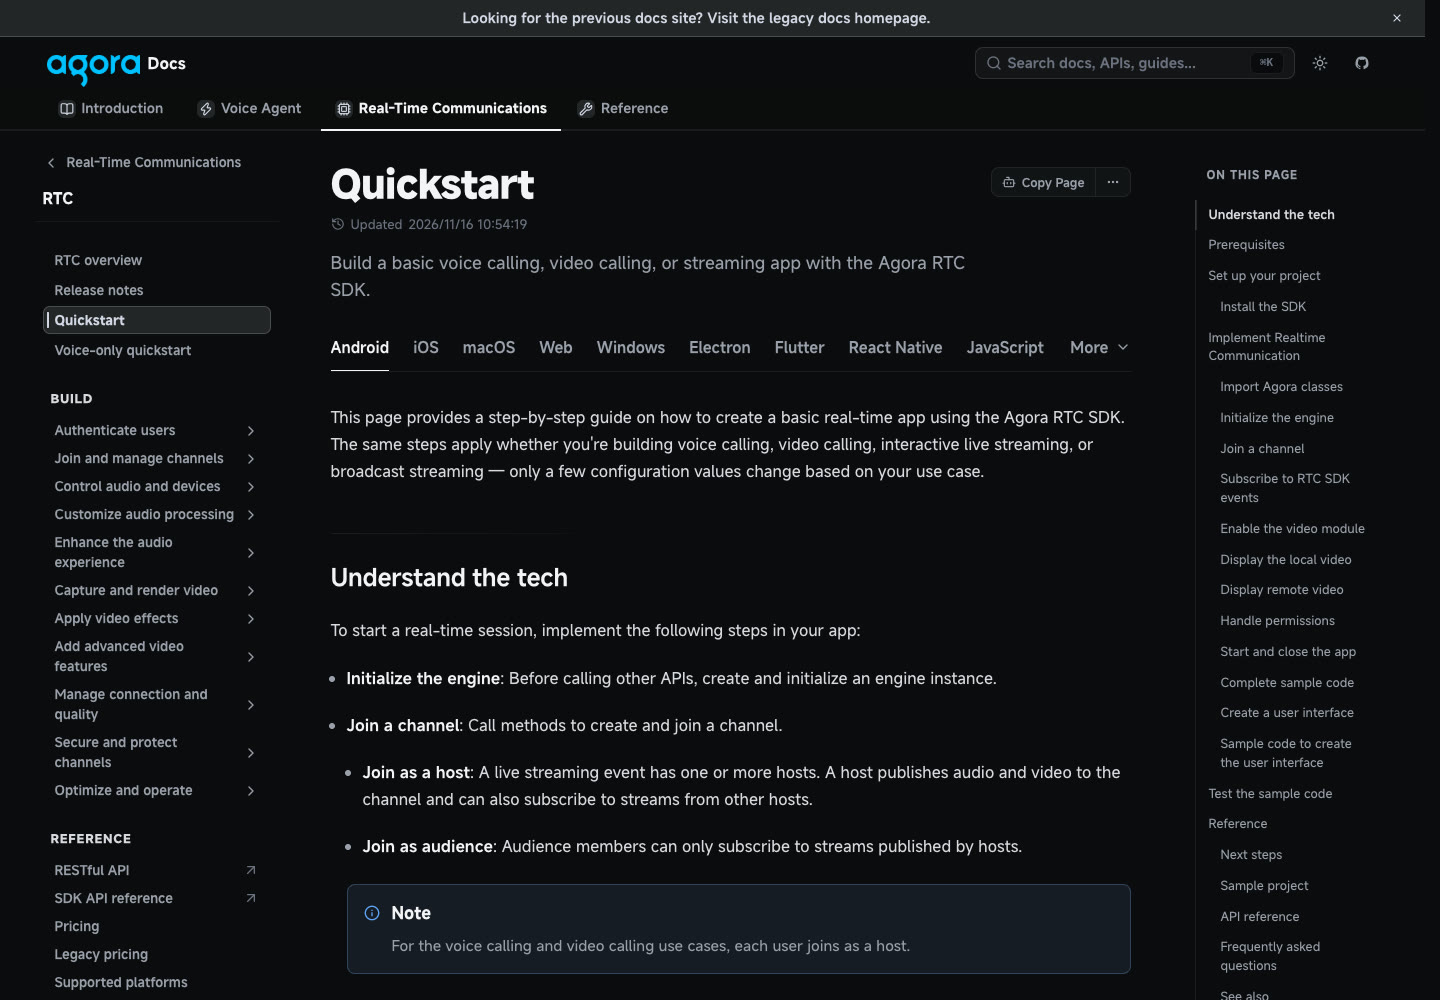 Looking for the previous docs site? Visit the legacy docs homepage.
agora Docs
Search docs, APIs, guides...
⌘K
Introduction
Voice Agent
Real-Time Communications
Reference
Real-Time Communications
RTC
RTC overview
Release notes
Quickstart
Voice-only quickstart
BUILD
Authenticate users
Join and manage channels
Control audio and devices
Customize audio processing
Enhance the audio
experience
Capture and render video
Apply video effects
Add advanced video
features
Manage connection and
quality
Secure and protect
channels
Optimize and operate
REFERENCE
RESTful API
SDK API reference
Pricing
Legacy pricing
Supported platforms
Quickstart
Copy Page
Updated 2026/11/16 10:54:19
Build a basic voice calling, video calling, or streaming app with the Agora RTC
SDK.
Android
iOS
macOS
Web
Windows
Electron
Flutter
React Native
JavaScript
More
This page provides a step-by-step guide on how to create a basic real-time app using the Agora RTC SDK.
The same steps apply whether you're building voice calling, video calling, interactive live streaming, or
broadcast streaming — only a few configuration values change based on your use case.
Understand the tech
To start a real-time session, implement the following steps in your app:
Initialize the engine: Before calling other APIs, create and initialize an engine instance.
Join a channel: Call methods to create and join a channel.
Join as a host: A live streaming event has one or more hosts. A host publishes audio and video to the
channel and can also subscribe to streams from other hosts.
Join as audience: Audience members can only subscribe to streams published by hosts.
Note
For the voice calling and video calling use cases, each user joins as a host.
ON THIS PAGE
Understand the tech
Prerequisites
Set up your project
Install the SDK
Implement Realtime
Communication
Import Agora classes
Initialize the engine
Join a channel
Subscribe to RTC SDK
events
Enable the video module
Display the local video
Display remote video
Handle permissions
Start and close the app
Complete sample code
Create a user interface
Sample code to create
the user interface
Test the sample code
Reference
Next steps
Sample project
API reference
Frequently asked
questions
See also